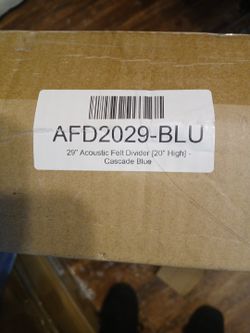 AFD2029-BLU
29" Acoustic Felt Divider [20" High] -
Cascade Blue